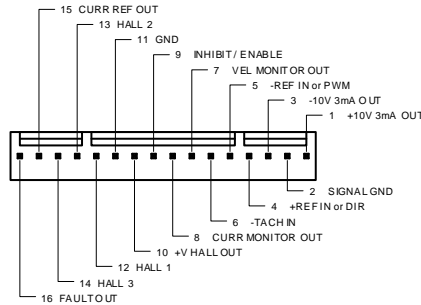 15 CURR REF OUT
13 HALL 2
11 GND
9 INHIBIT / ENABLE
7 VEL MONITOR OUT
5 -REF IN or PWM
3 -10V 3mA OUT
1 +10V 3mA OUT
2 SIGNAL GND
4 +REF IN or DIR
6 -TACH IN
8 CURR MONITOR OUT
10 +V HALL OUT
12 HALL 1
14 HALL 3
16 FAULT OUT